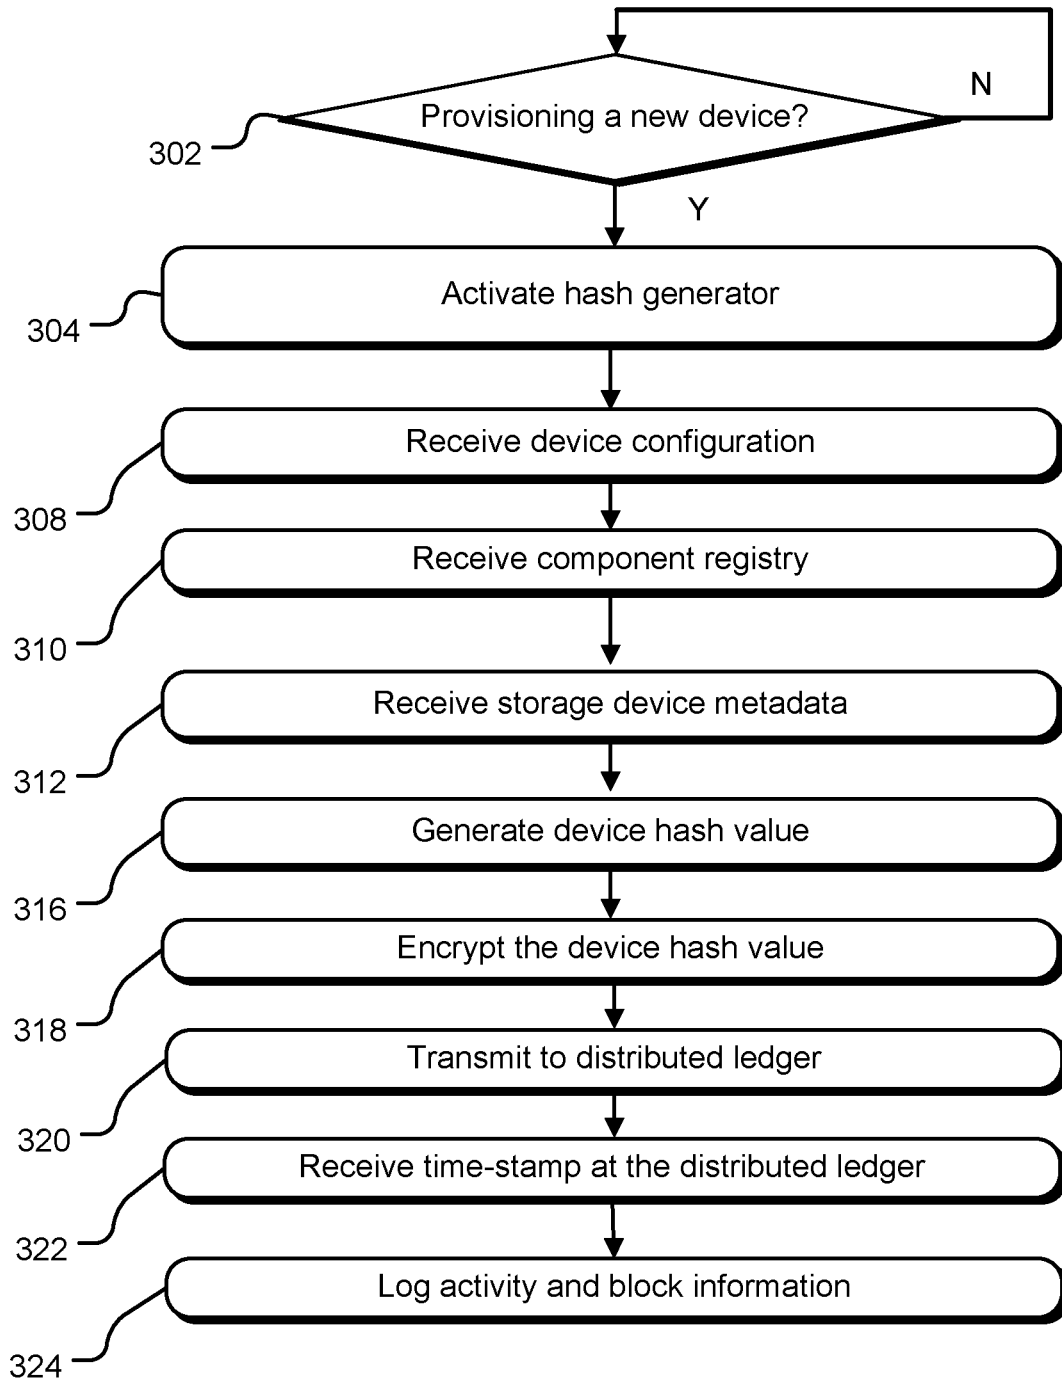 N
Provisioning a new device?
302
Y
Activate hash generator
304
Receive device configuration
308
Receive component registry
310
Receive storage device metadata
312
Generate device hash value
316
Encrypt the device hash value
318
Transmit to distributed ledger
320
Receive time-stamp at the distributed ledger
322
Log activity and block information
324